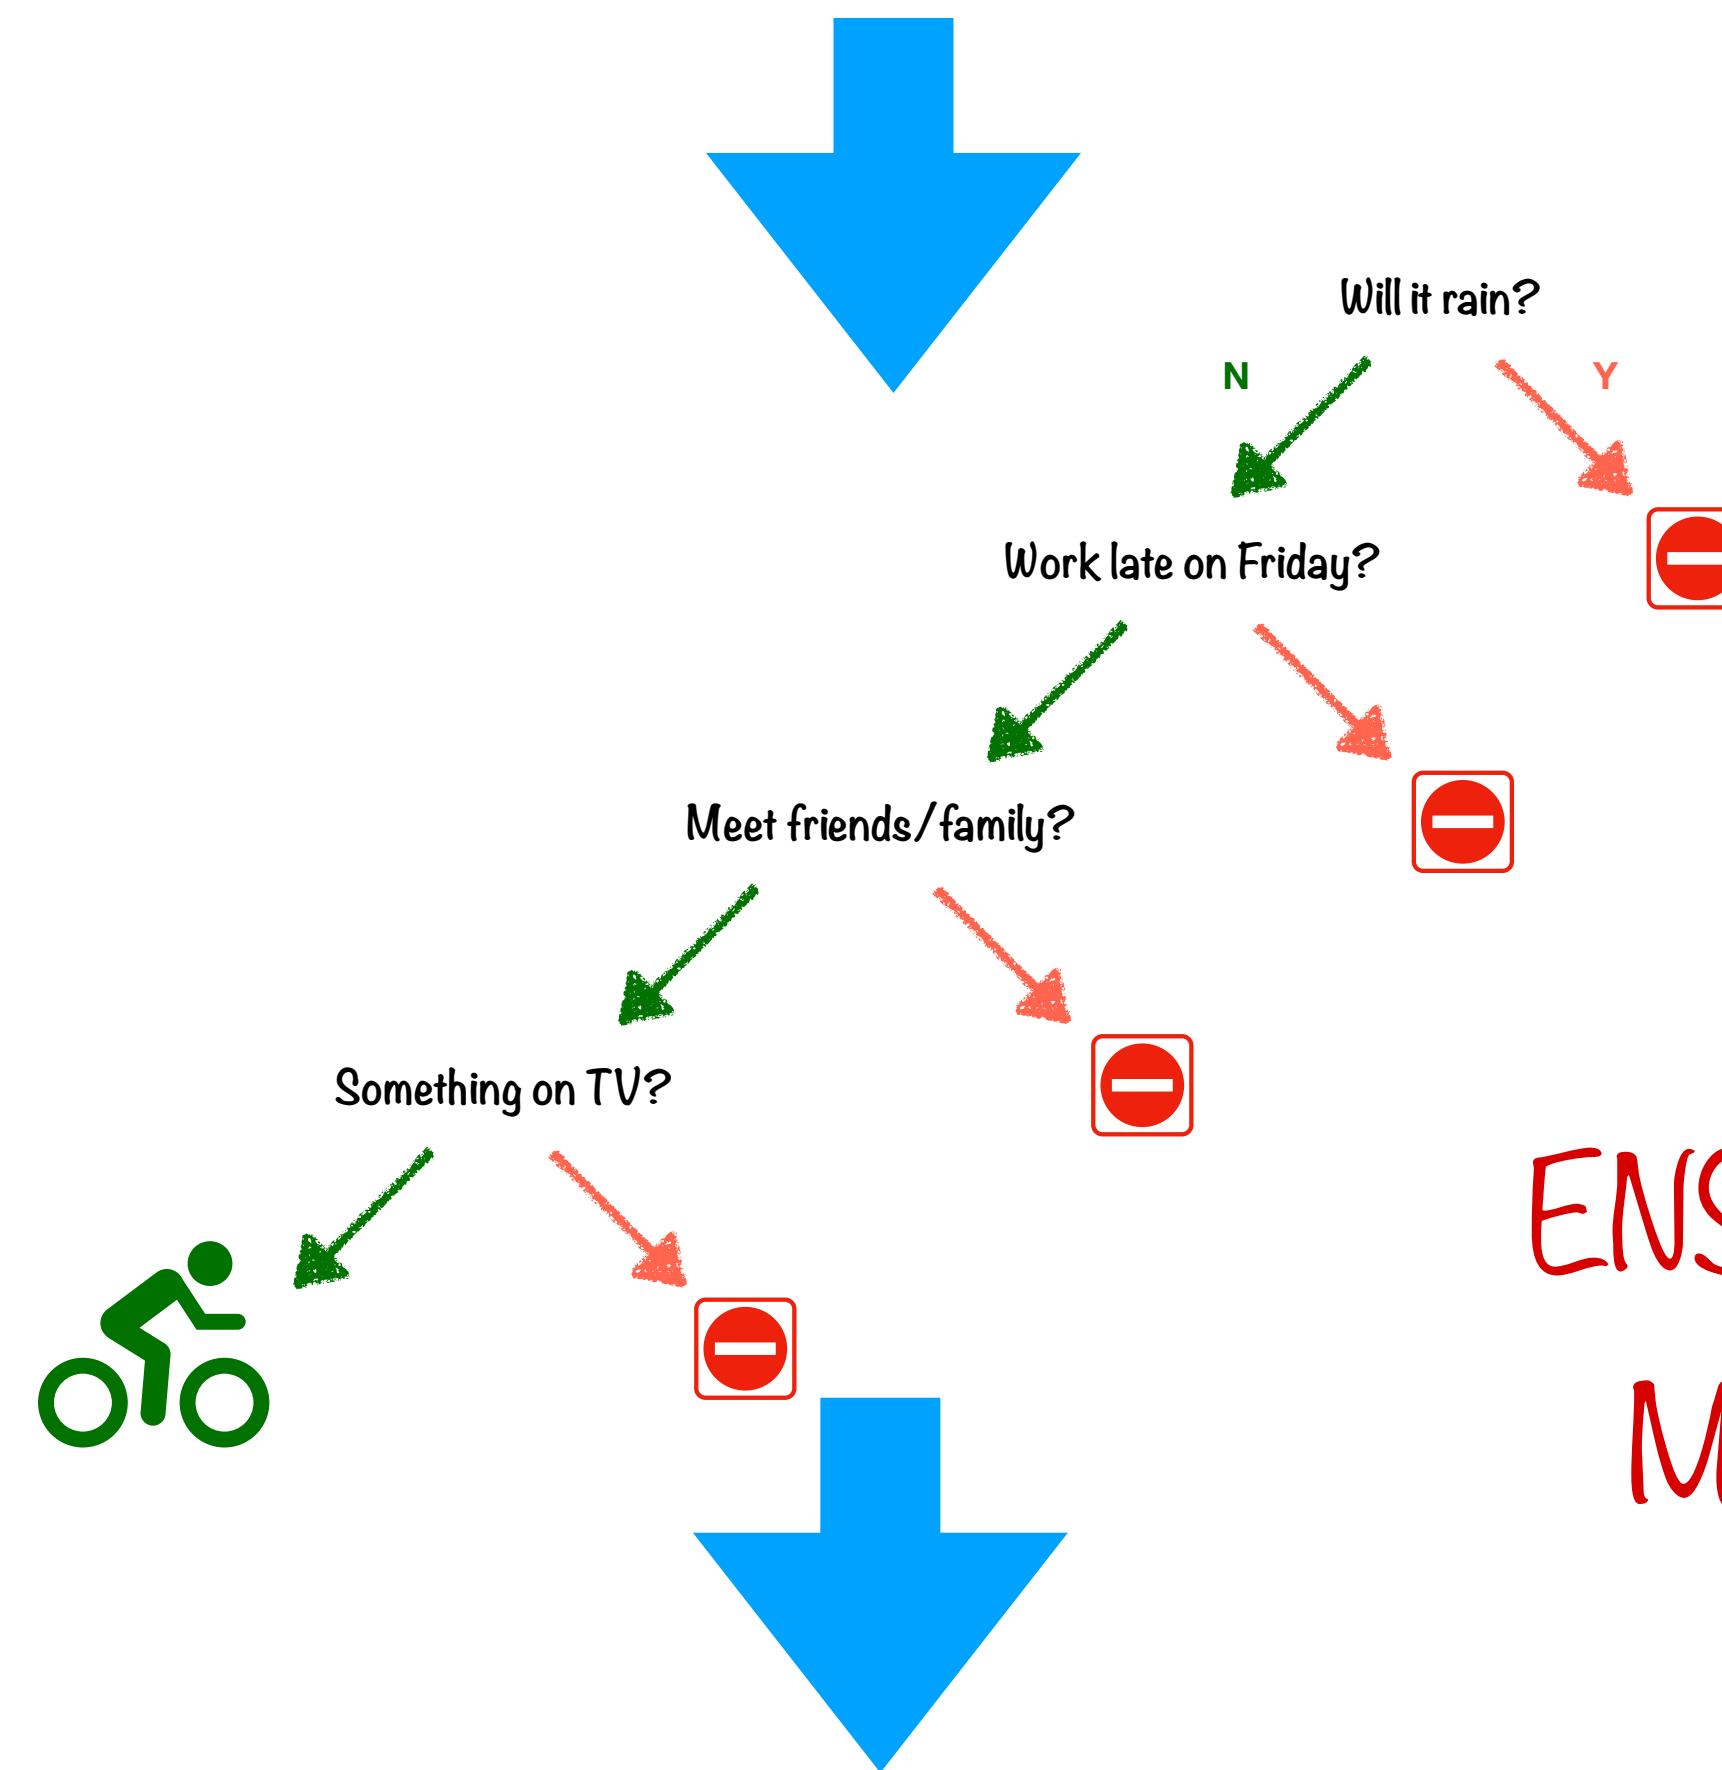 Will it rain?
N
Y
Work late on Friday?
Meet friends/family?
Something on TV?